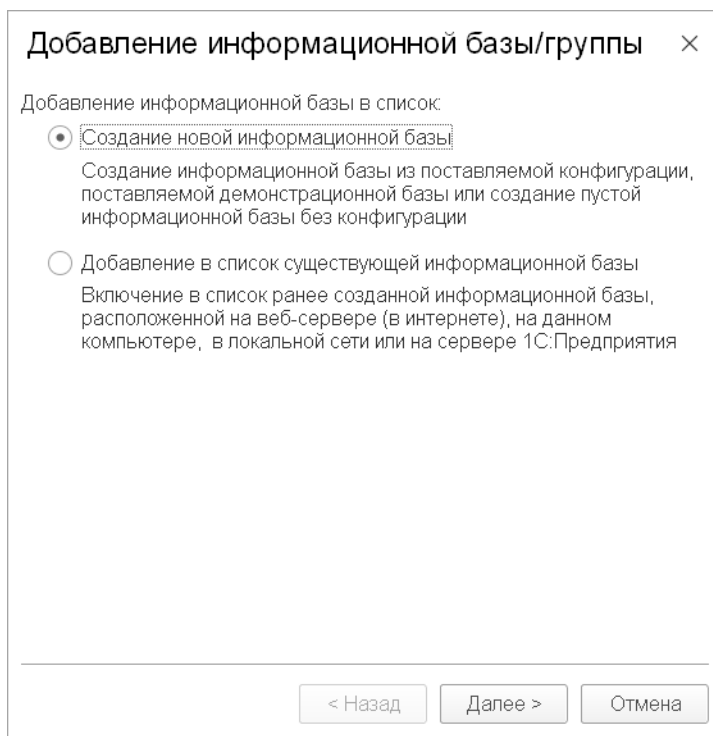 Добавление информационной базы/группы
Добавление информационной базы в список:
Создание новой информационной базы
Создание информационной базы из поставляемой конфигурации,
поставляемой демонстрационной базы или создание пустой
информационной базы без конфигурации
Добавление в список существующей информационной базы
Включение в список ранее созданной информационной базы,
расположенной на веб-сервере (в интернете), на данном
компьютере,  в локальной сети или на сервере 1С:Предприятия
< Назад Далее > Отмена